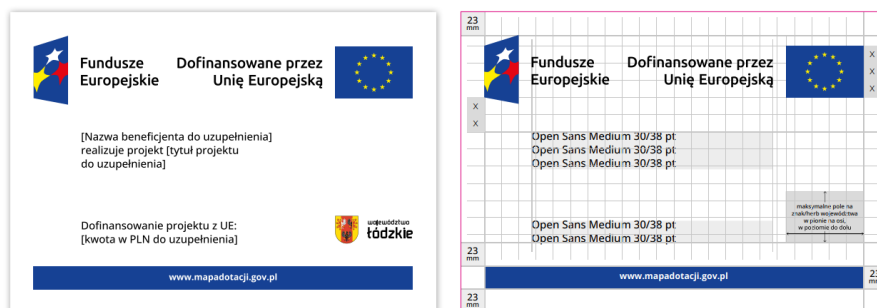 Fundusze
Europejskie
Dofinansowane przez
Unię Europejską
[Nazwa beneficjenta do uzupełnienia]
realizuje projekt [tytuł projektu
do uzupełnienia]
Dofinansowanie projektu z UE:
[kwota w PLN do uzupełnienia]
województwo
łódzkie
www.mapadotacji.gov.pl
23
mm
Fundusze
Europejskie
Dofinansowane przez
Unię Europejską
X
X
X
X
X
Open Sans Medium 30/38 pt
Open Sans Medium 30/38 pt
Open Sans Medium 30/38 pt
maksymalne pole na
znak/herb województwa
w pionie na osi,
w poziomie do dołu
Open Sans Medium 30/38 pt
Open Sans Medium 30/38 pt
23
mm
www.mapadotacji.gov.pl
23
23
mm